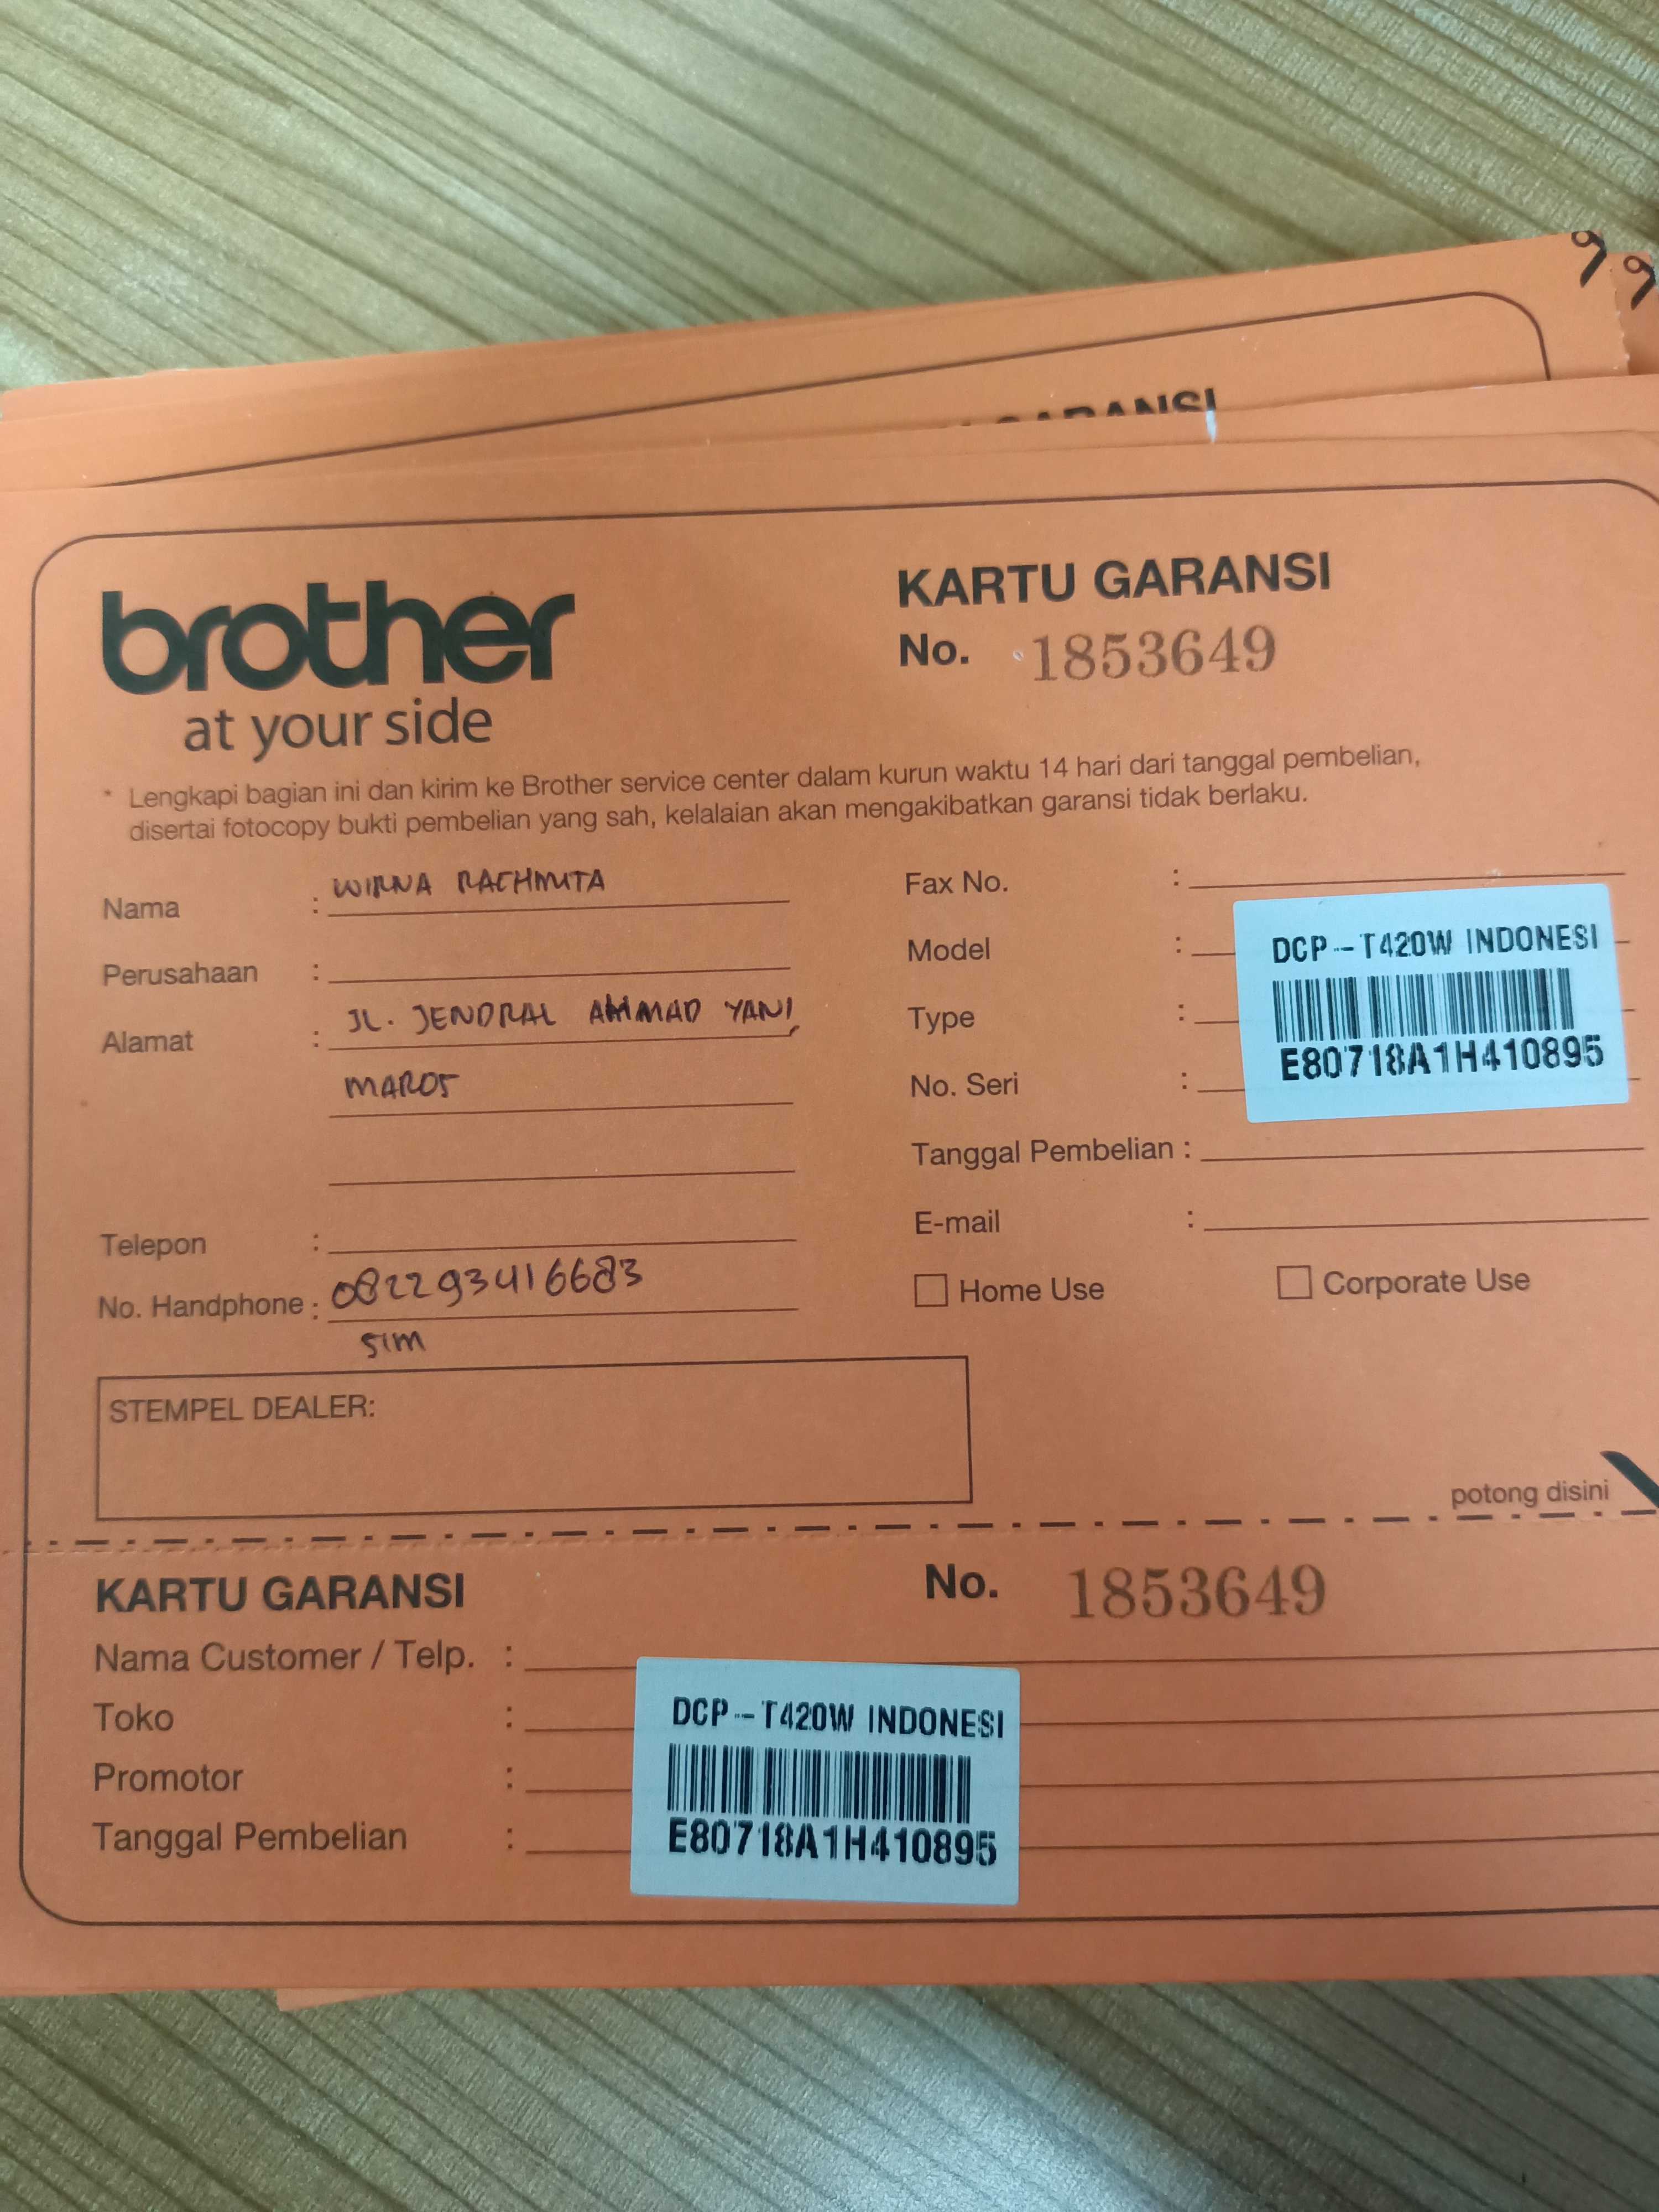 GARANSI
brother
at your side
KARTU GARANSI
No. 1853649
* Lengkapi bagian ini dan kirim ke Brother service center dalam kurun waktu 14 hari dari tanggal pembelian,
disertai fotocopy bukti pembelian yang sah, kelalaian akan mengakibatkan garansi tidak berlaku.
Nama : WIRNA RACHMITA
Perusahaan :
Alamat : JL. JENDRAL AHMAD YANI,
MAROS
Telepon :
No. Handphone : 082293416683
SIM
Fax No. :
Model :
Type :
No. Seri :
DCP-T420W INDONESI
E80718A1H410895
Tanggal Pembelian :
E-mail :
Home Use
Corporate Use
STEMPEL DEALER:
potong disini
KARTU GARANSI
No. 1853649
Nama Customer / Telp. :
Toko :
Promotor :
Tanggal Pembelian :
DCP-T420W INDONESI
E80718A1H410895